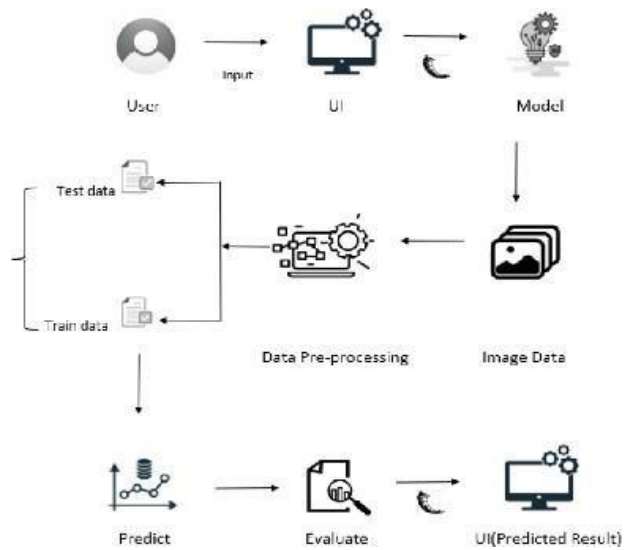 Input
User
UI
Model
Test data
Train data
Data Pre-processing
Image Data
Predict
Evaluate
UI(Predicted Result)